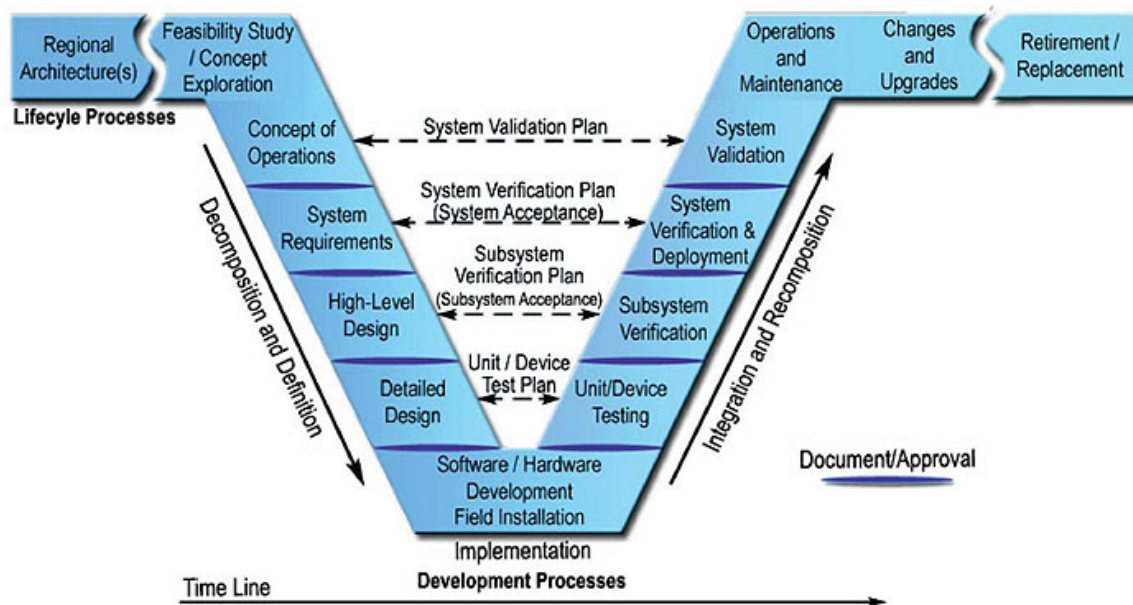 Regional
Architecture(s)
Feasibility Study
/ Concept
Exploration
Operations
and
Maintenance
Changes
and
Upgrades
Retirement /
Replacement
Lifecyle Processes
Concept of
Operations
System Validation Plan
System
Validation
System
Requirements
System Verification Plan
(System Acceptance)
System
Verification &
Deployment
High-Level
Design
Subsystem
Verification Plan
(Subsystem Acceptance)
Subsystem
Verification
Detailed
Design
Unit / Device
Test Plan
Unit/Device
Testing
Decomposition and Definition
Integration and Recomposition
Software / Hardware
Development
Field Installation
Document/Approval
Implementation
Development Processes
Time Line